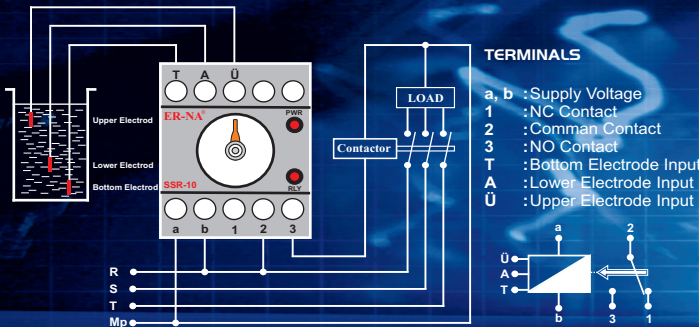 T A Ü
ER-NA®
PWR
SSR-10
RLY
a b 1 2 3
Upper Electrod
Lower Electrod
Bottom Electrod
LOAD
Contactor
R
S
T
Mp
TERMINALS
a, b : Supply Voltage
1 : NC Contact
2 : Comman Contact
3 : NO Contact
T : Bottom Electrode Input
A : Lower Electrode Input
Ü : Upper Electrode Input
a 2
Ü
A
T
b 3 1